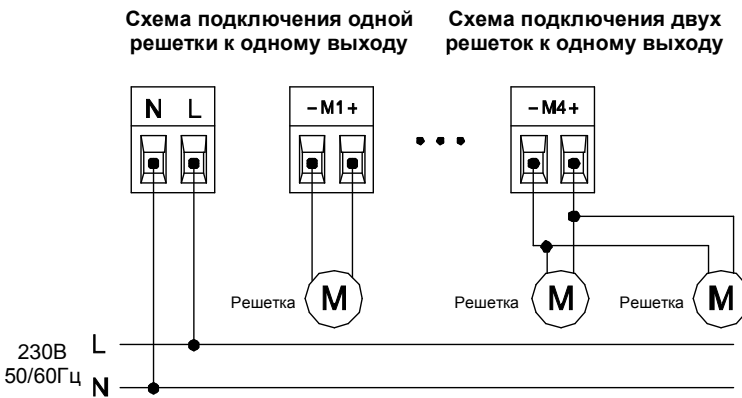 Схема подключения одной
решетки к одному выходу
Схема подключения двух
решеток к одному выходу
N L
– M1 +
– M4 +
Решетка
M
Решетка
M
Решетка
M
230В
50/60Гц
L
N